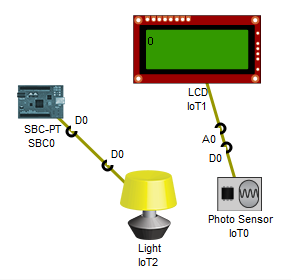 0
LCD
IoT1
SBC-PT
SBC0
D0
D0
A0
D0
Light
IoT2
Photo Sensor
IoT0